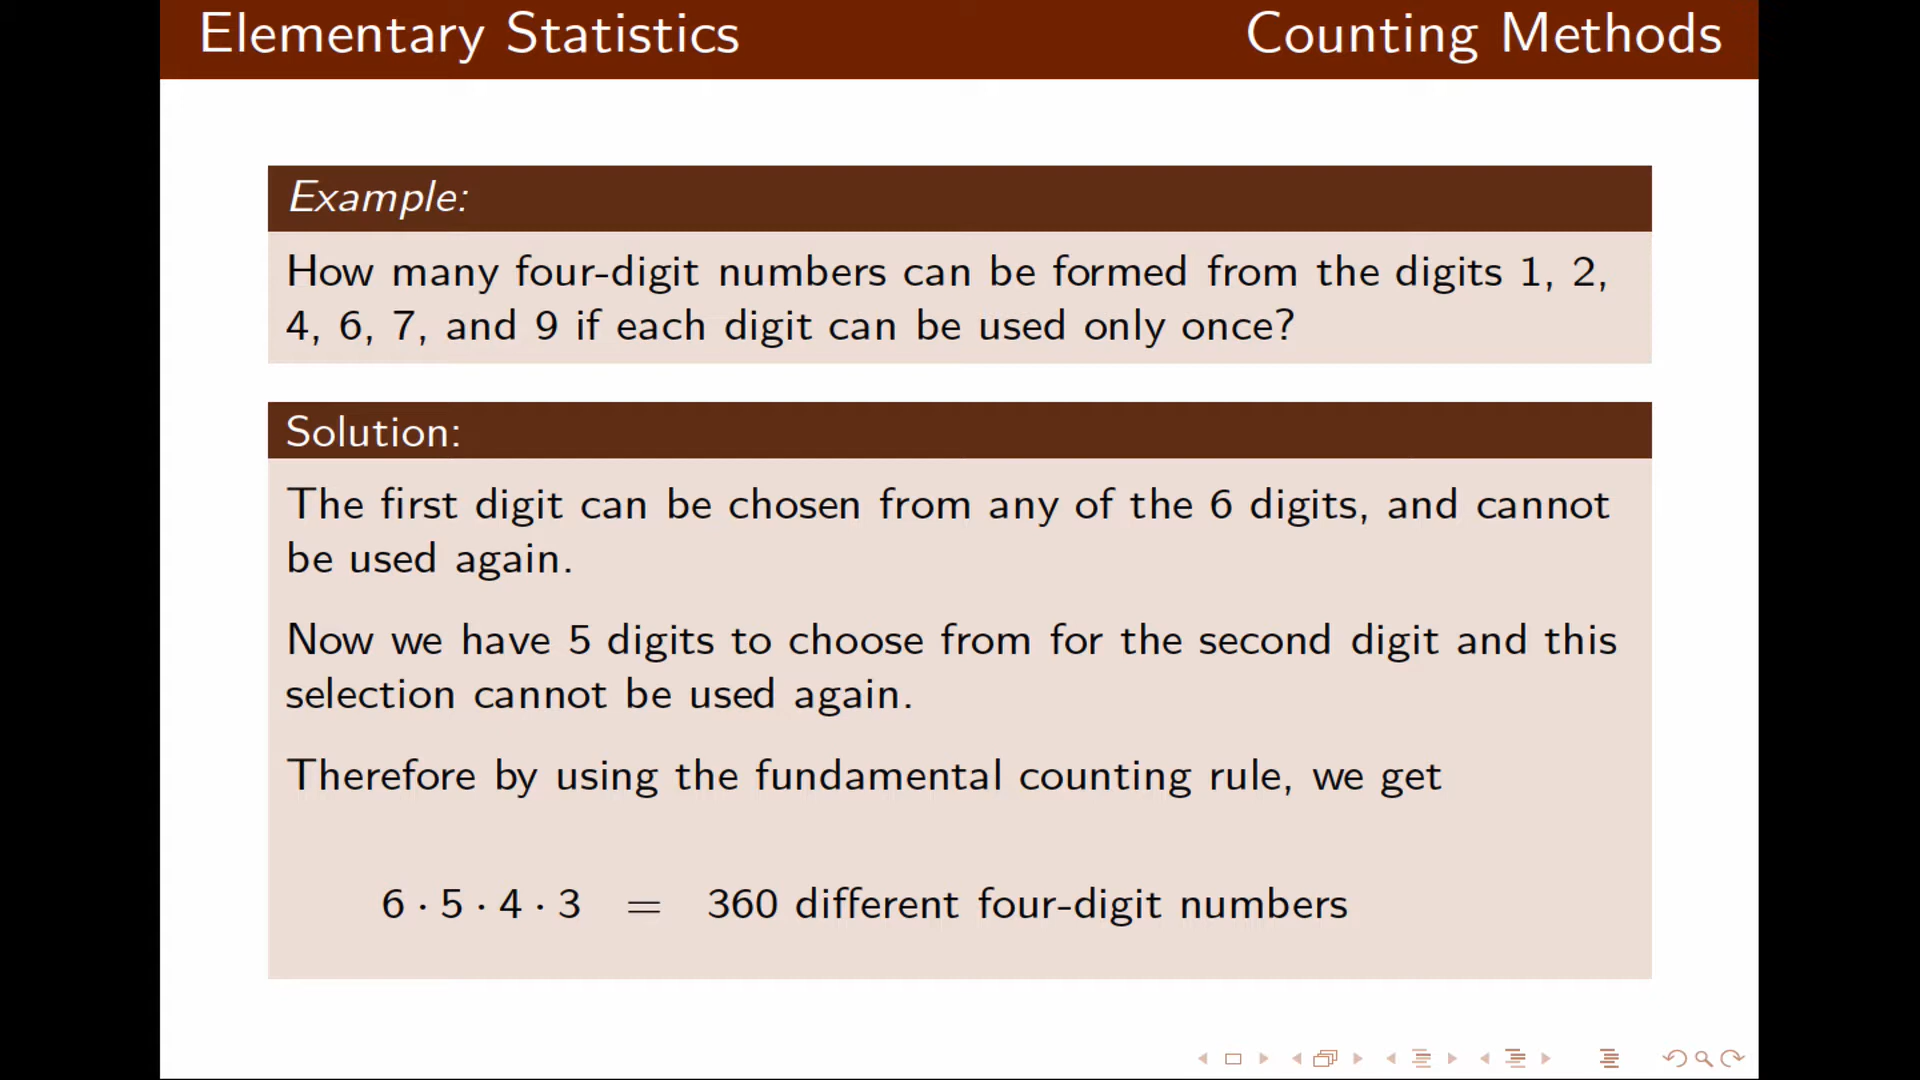 Elementary Statistics Counting Methods
Example:
How many four-digit numbers can be formed from the digits 1, 2,
4, 6, 7, and 9 if each digit can be used only once?
Solution:
The first digit can be chosen from any of the 6 digits, and cannot
be used again.
Now we have 5 digits to choose from for the second digit and this
selection cannot be used again.
Therefore by using the fundamental counting rule, we get
6 · 5 · 4 · 3 = 360 different four-digit numbers